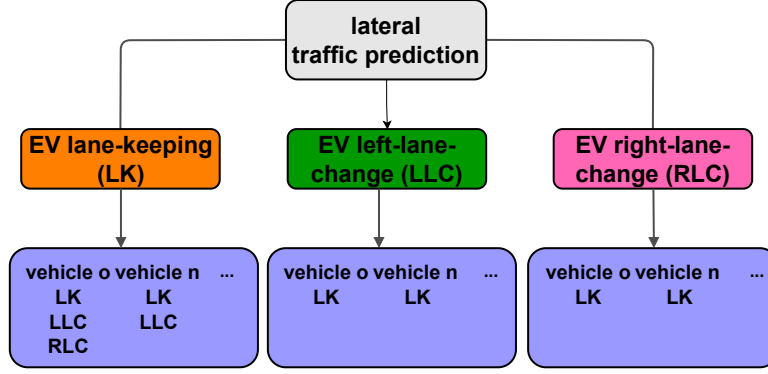 lateral
traffic prediction
EV lane-keeping
(LK)
EV left-lane-
change (LLC)
EV right-lane-
change (RLC)
vehicle o vehicle n ...
LK LK
LLC LLC
RLC
vehicle o vehicle n ...
LK LK
vehicle o vehicle n ...
LK LK